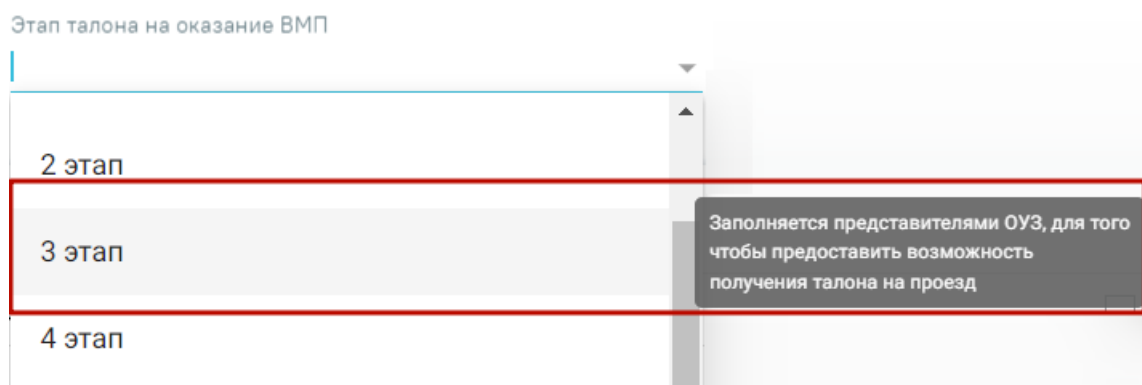 Этап талона на оказание ВМП
2 этап
3 этап
Заполняется представителями ОУЗ, для того
чтобы предоставить возможность
получения талона на проезд
4 этап